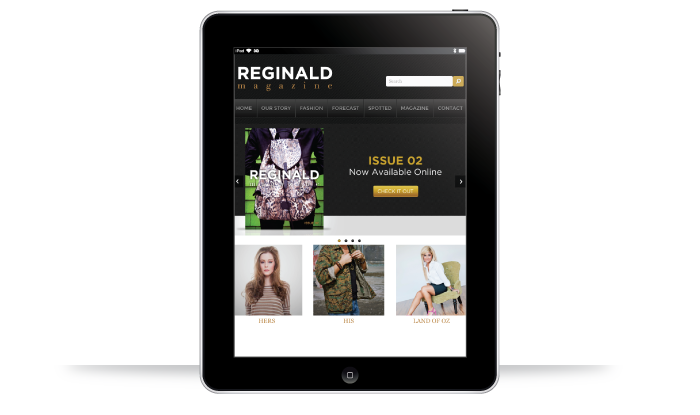 iPad
REGINALD
magazine
Search
HOME OUR STORY FASHION FORECAST SPOTTED MAGAZINE CONTACT
REGINALD
ISSUE 02
Now Available Online
CHECK IT OUT
HERS HIS LAND OF OZ